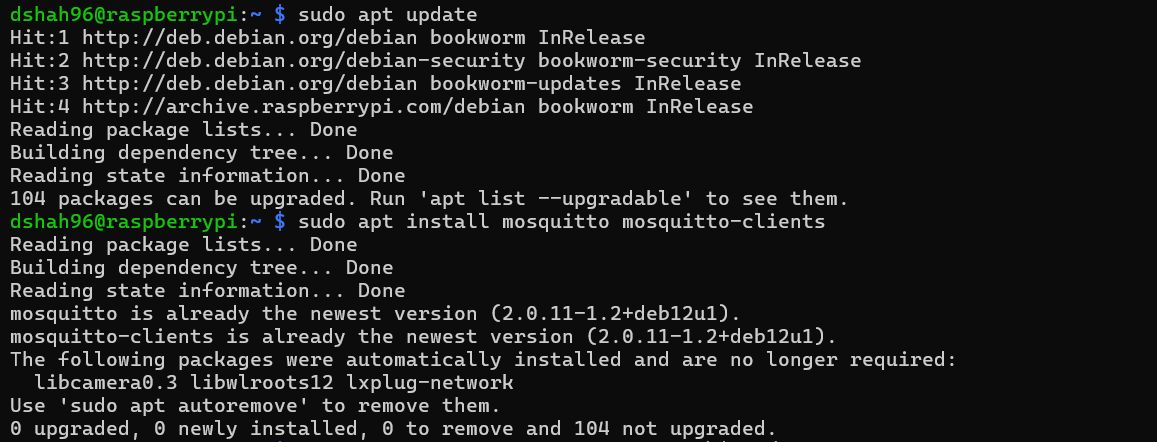 dshah96@raspberrypi:~ $ sudo apt update
Hit:1 http://deb.debian.org/debian bookworm InRelease
Hit:2 http://deb.debian.org/debian-security bookworm-security InRelease
Hit:3 http://deb.debian.org/debian bookworm-updates InRelease
Hit:4 http://archive.raspberrypi.com/debian bookworm InRelease
Reading package lists... Done
Building dependency tree... Done
Reading state information... Done
104 packages can be upgraded. Run 'apt list --upgradable' to see them.
dshah96@raspberrypi:~ $ sudo apt install mosquitto mosquitto-clients
Reading package lists... Done
Building dependency tree... Done
Reading state information... Done
mosquitto is already the newest version (2.0.11-1.2+deb12u1).
mosquitto-clients is already the newest version (2.0.11-1.2+deb12u1).
The following packages were automatically installed and are no longer required:
  libcamera0.3 libwlroots12 lxplug-network
Use 'sudo apt autoremove' to remove them.
0 upgraded, 0 newly installed, 0 to remove and 104 not upgraded.